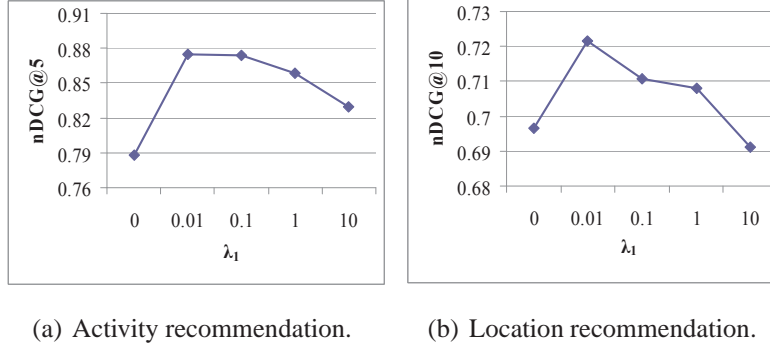 0.91
0.88
0.85
0.82
0.79
0.76
nDCG@5
0 0.01 0.1 1 10
λ1
(a) Activity recommendation.
0.73
0.72
0.71
0.7
0.69
0.68
nDCG@10
0 0.01 0.1 1 10
λ1
(b) Location recommendation.